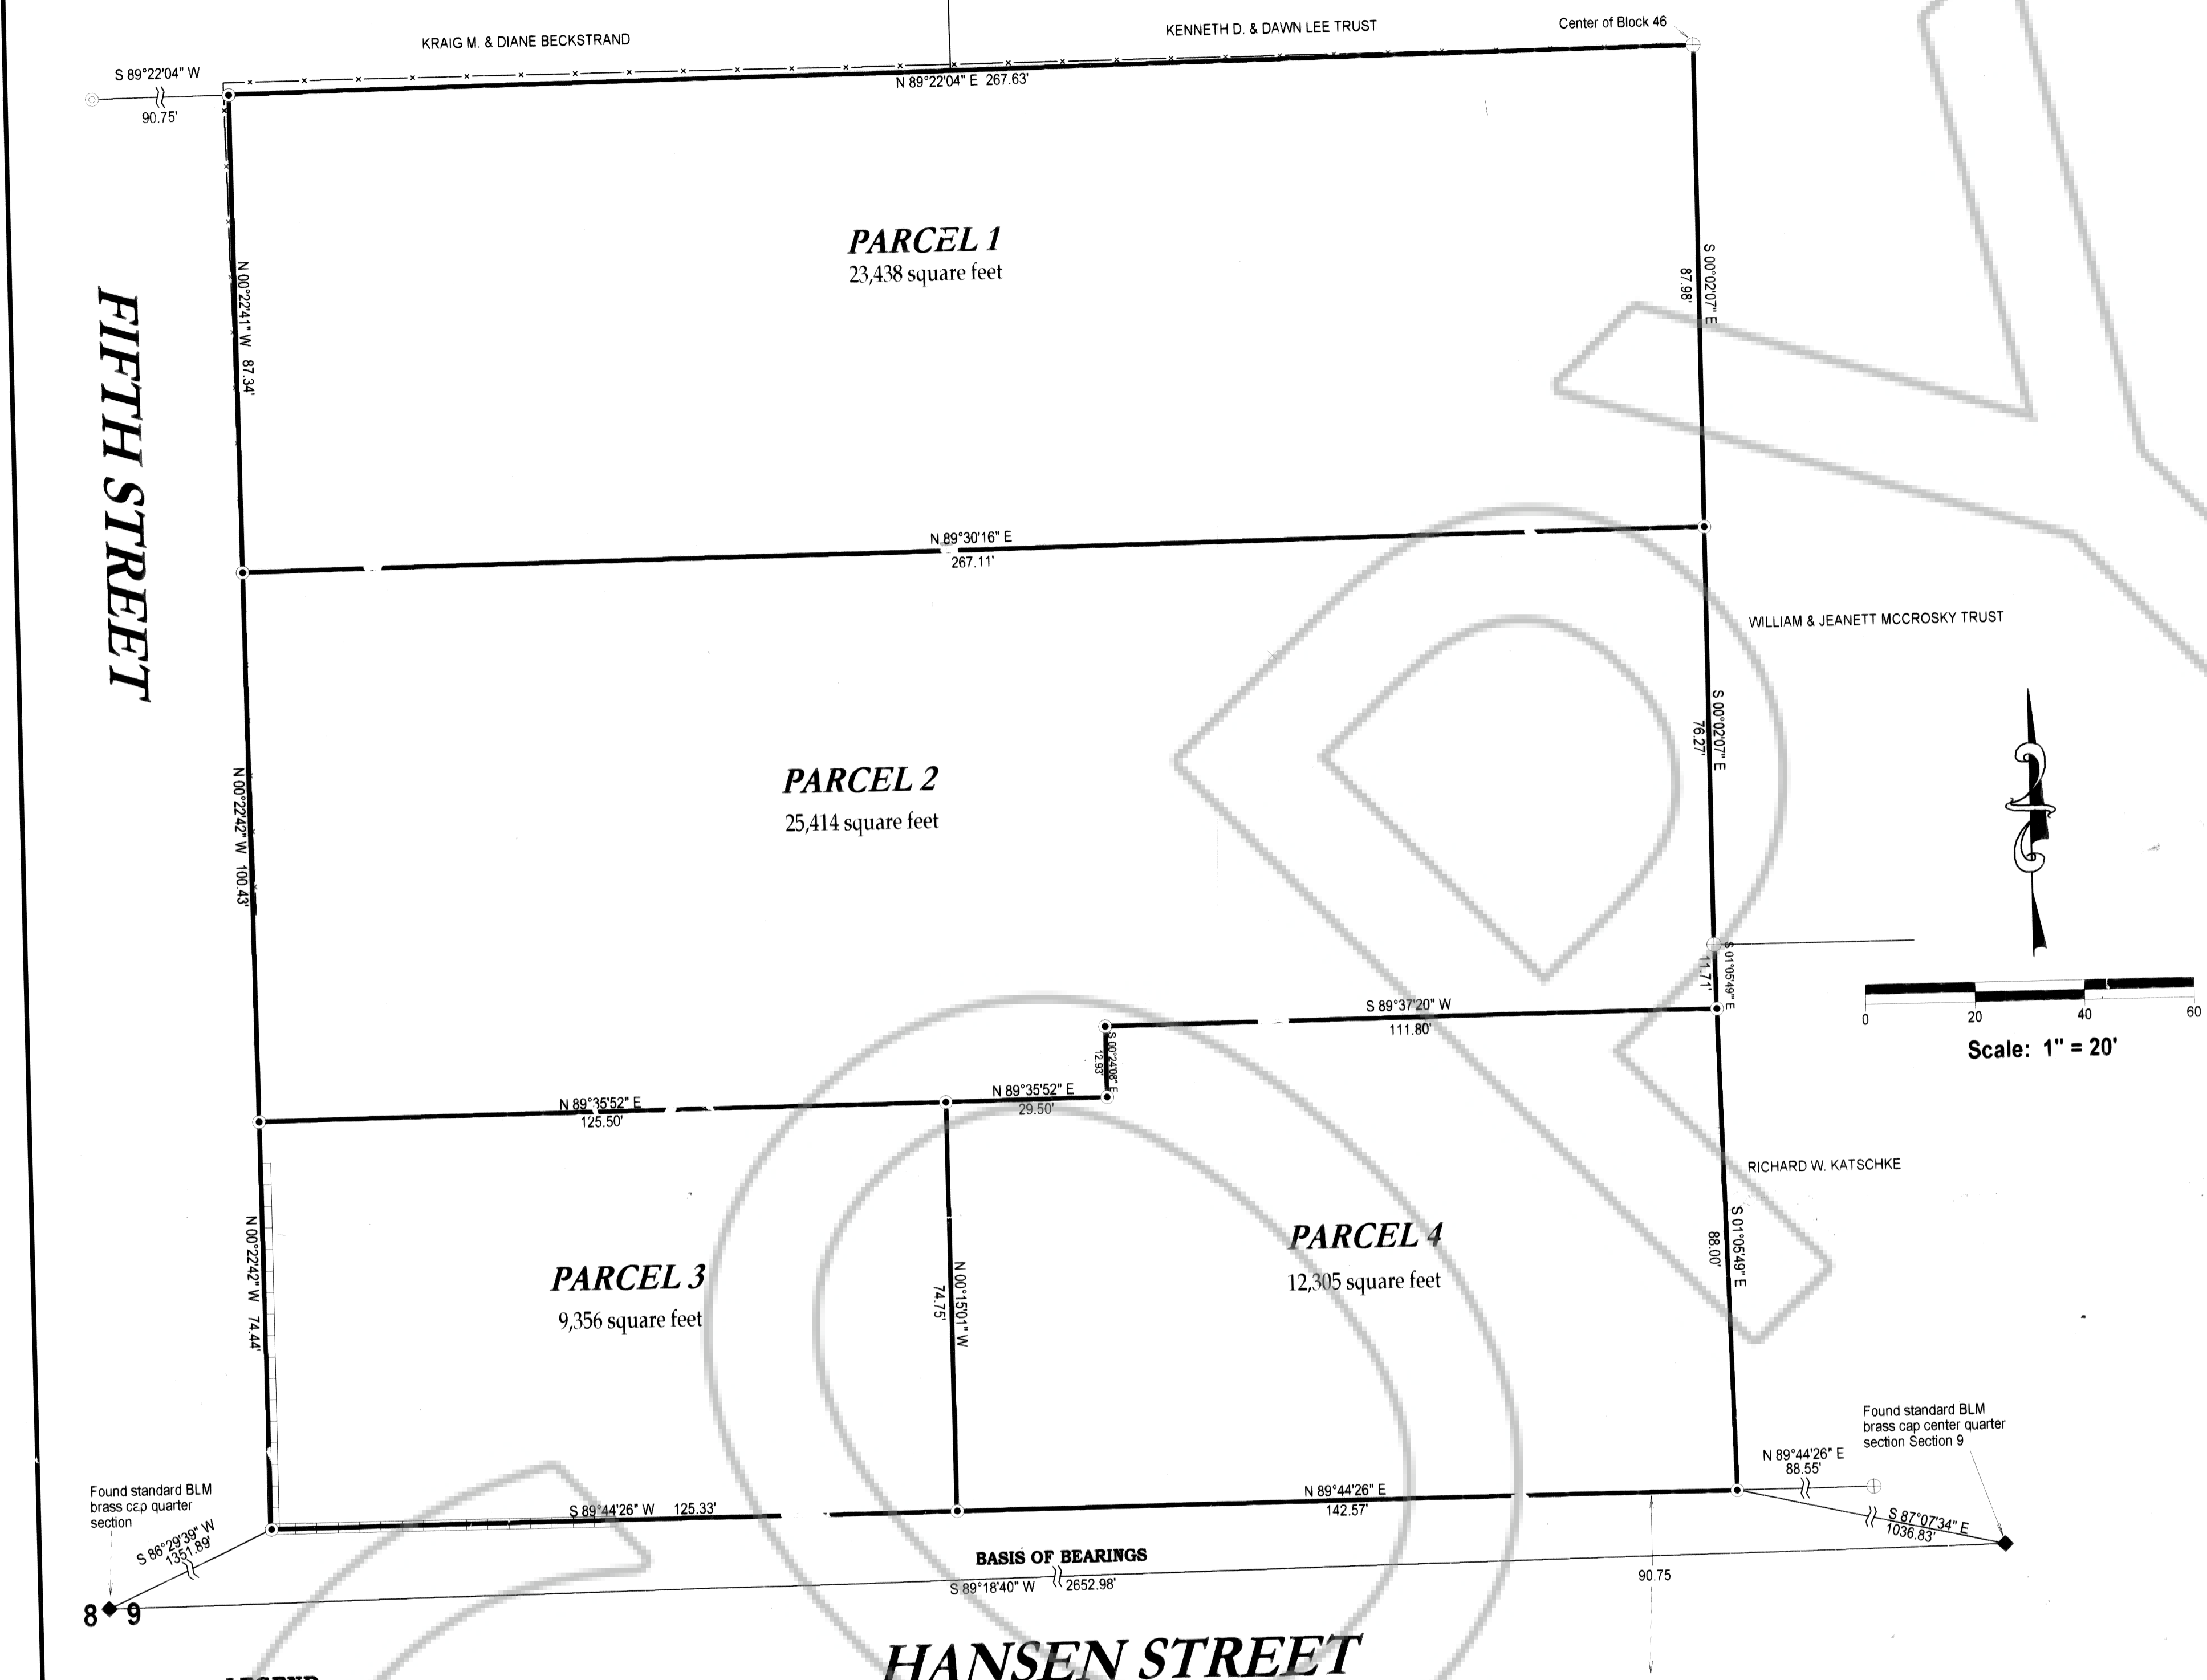 KRAIG M. & DIANE BECKSTRAND
KENNETH D. & DAWN LEE TRUST
Center of Block 46
S 89°22'04" W
90.75'
N 89°22'04" E 267.63'
PARCEL 1
23,438 square feet
N 00°22'41" W 87.34'
S 00°02'07" E
87.98'
FIFTH STREET
N 89°30'16" E
267.11'
WILLIAM & JEANETT MCCROSKY TRUST
PARCEL 2
25,414 square feet
N 00°22'42" W 100.43'
S 00°02'07" E
76.27'
S 01°05'49" E
11.71'
S 89°37'20" W
111.80'
0 20 40 60
Scale: 1" = 20'
S 00°24'08" E
12.93'
N 89°35'52" E
125.50'
N 89°35'52" E
29.50'
RICHARD W. KATSCHKE
PARCEL 3
9,356 square feet
N 00°22'42" W 74.44'
N 00°15'01" W
74.75'
PARCEL 4
12,305 square feet
S 01°05'49" E
88.00'
Found standard BLM
brass cap center quarter
section Section 9
N 89°44'26" E
88.55'
Found standard BLM
brass cap quarter
section
S 89°44'26" W 125.33'
N 89°44'26" E
142.57'
S 86°29'39" W
1351.89'
S 87°07'34" E
1036.83'
BASIS OF BEARINGS
S 89°18'40" W 2652.98'
90.75
8 9
HANSEN STREET
LEGEND
COPY